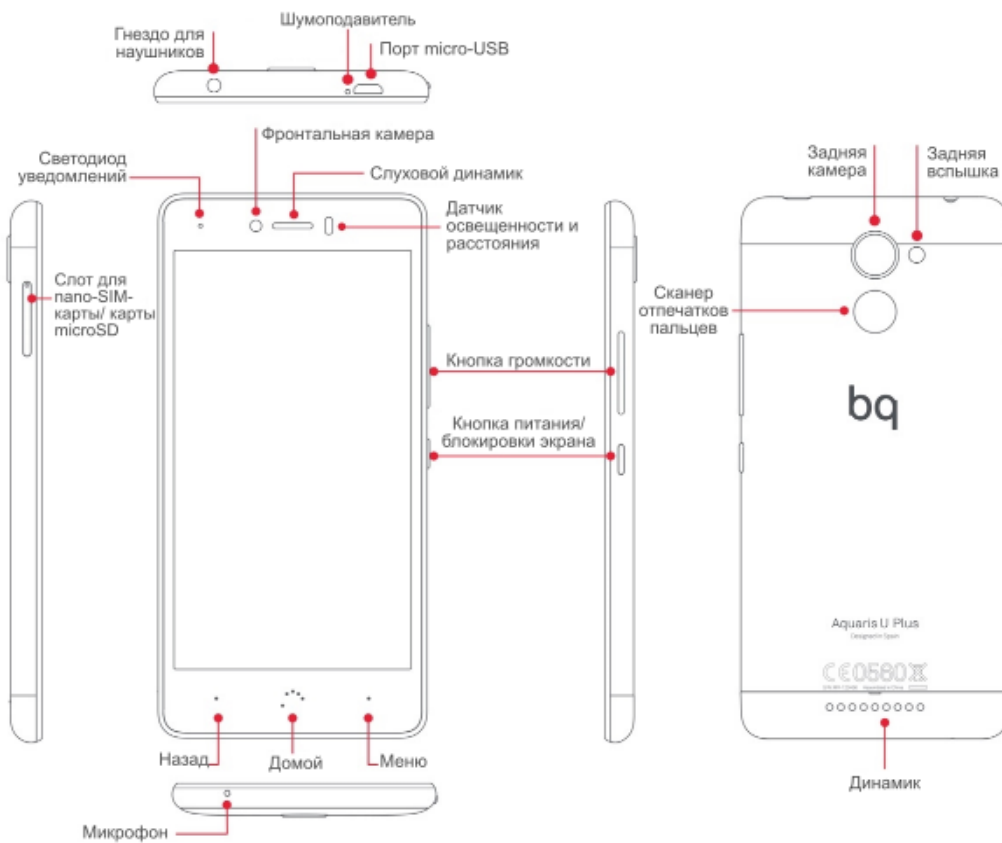 Шумоподавитель
Гнездо для
наушников
Порт micro-USB
Фронтальная камера
Светодиод
уведомлений
Слуховой динамик
Датчик
освещенности и
расстояния
Слот для
nano-SIM-
карты/ карты
microSD
Кнопка громкости
Кнопка питания/
блокировки экрана
Назад
Домой
Меню
Микрофон
Задняя
камера
Задняя
вспышка
Сканер
отпечатков
пальцев
bq
Aquaris U Plus
Designed in Spain
CE0560
Динамик